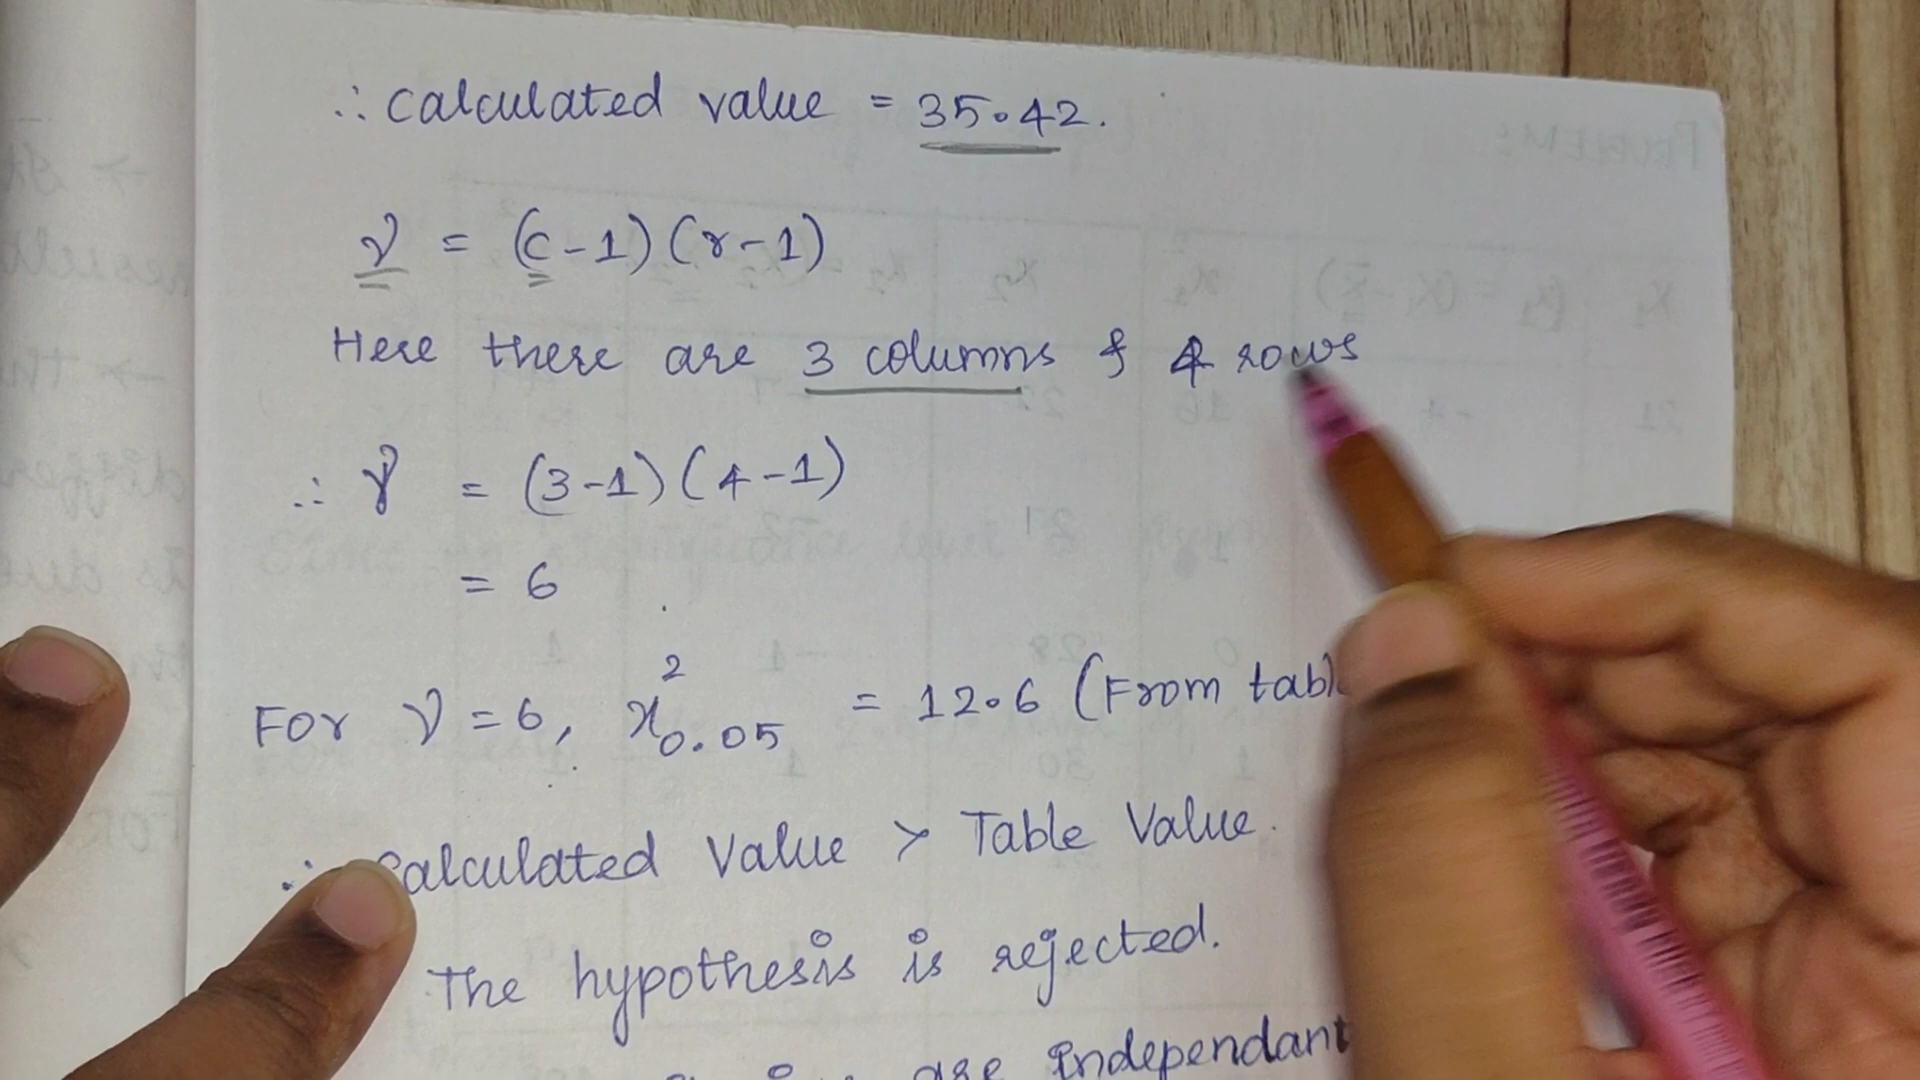 ∴ calculated value = 35.42.
γ = (c-1) (r-1)
Here there are 3 columns & 4 rows
∴ γ = (3-1) (4-1)
= 6
For γ = 6, χ²0.05 = 12.6 (From tabl
∴ calculated Value > Table Value.
The hypothesis is rejected.
are Independant